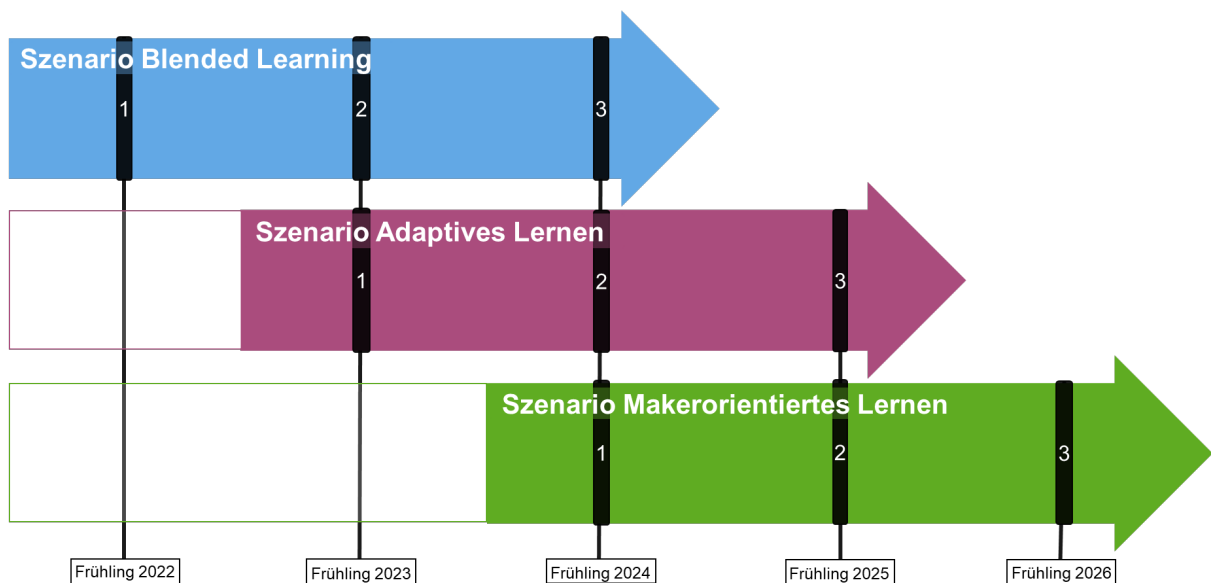 Szenario Blended Learning
1
2
3
Szenario Adaptives Lernen
1
2
3
Szenario Makerorientiertes Lernen
1
2
3
Frühling 2022
Frühling 2023
Frühling 2024
Frühling 2025
Frühling 2026